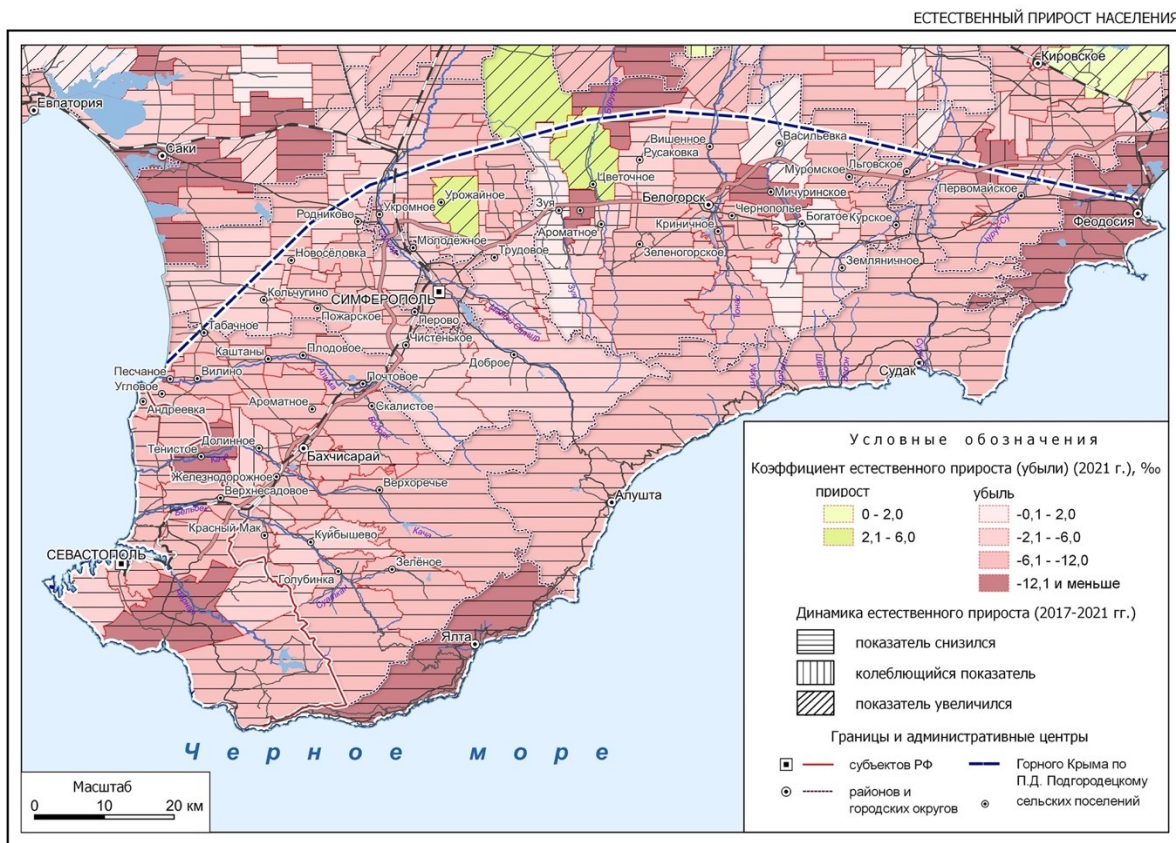 ЕСТЕСТВЕННЫЙ ПРИРОСТ НАСЕЛЕНИЯ
Кировское
Евпатория
Саки
Вишенное
Васильевка
Русаковка
Муромское
Льговское
Цветочное
Урожайное
Мичуринское
Первомайское
Зуя
Белогорск
Родниково
Укромное
Чернополье
Богатое
Курское
Феодосия
Ароматное
Криничное
Молодёжное
Трудовое
Зеленогорское
Новосёловка
Земляничное
Кольчугино
СИМФЕРОПОЛЬ
Пожарское
Перово
Табачное
Чистенькое
Каштаны
Плодовое
Доброе
Песчаное
Вилино
Почтовое
Судак
Угловое
Андреевка
Ароматное
Скалистое
Долинное
Тенистое
Бахчисарай
Железнодорожное
Верхоречье
Верхнесадовое
Алушта
Красный Мак
Куйбышево
Кача
СЕВАСТОПОЛЬ
Голубинка
Зелёное
Ялта
Черное море
Масштаб
0 10 20 км
Условные обозначения
Коэффициент естественного прироста (убыли) (2021 г.), ‰
прирост
0 - 2,0
2,1 - 6,0
убыль
-0,1 - 2,0
-2,1 - -6,0
-6,1 - -12,0
-12,1 и меньше
Динамика естественного прироста (2017-2021 гг.)
показатель снизился
колеблющийся показатель
показатель увеличился
Границы и административные центры
субъектов РФ
районов и
городских округов
Горного Крыма по
П.Д. Подгородецкому
сельских поселений